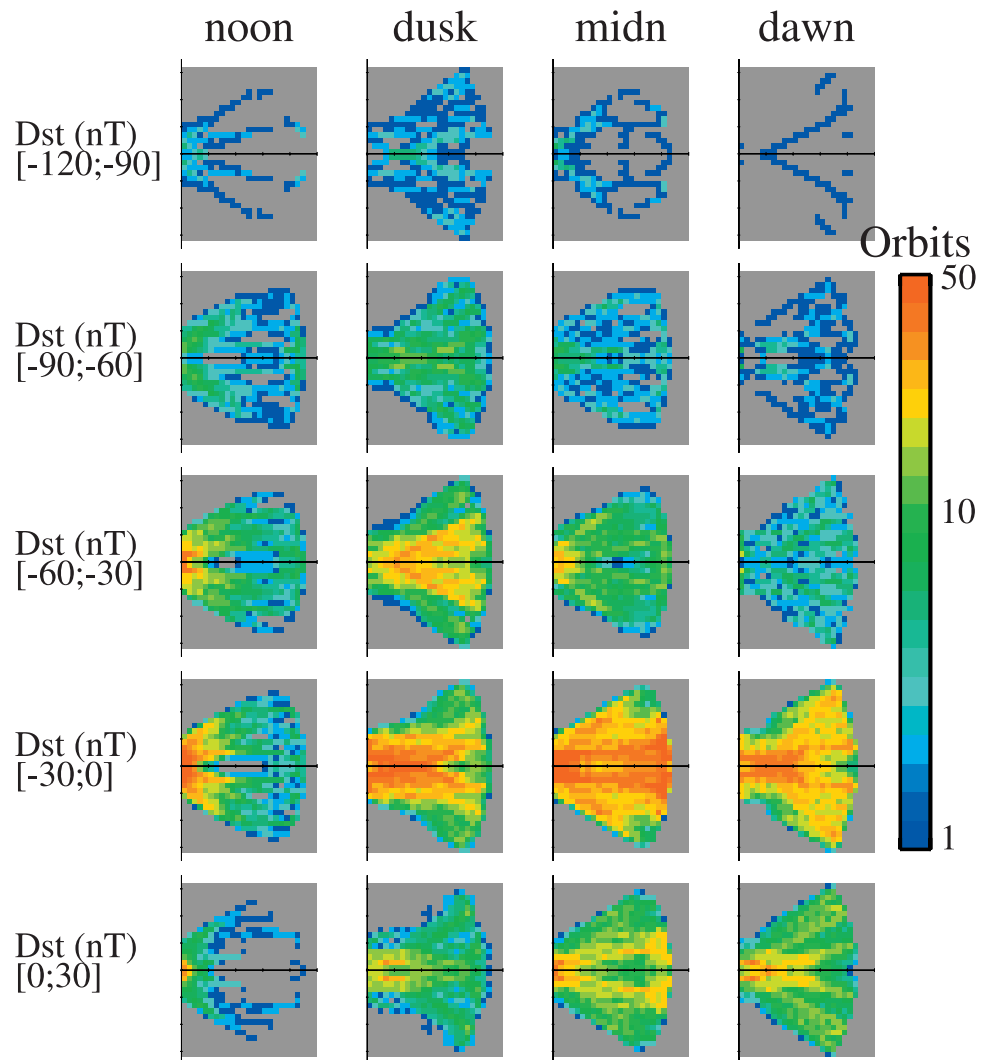 noon dusk midn dawn
Dst (nT)
[-120;-90]
Orbits
50
Dst (nT)
[-90;-60]
10
Dst (nT)
[-60;-30]
Dst (nT)
[-30;0]
1
Dst (nT)
[0;30]